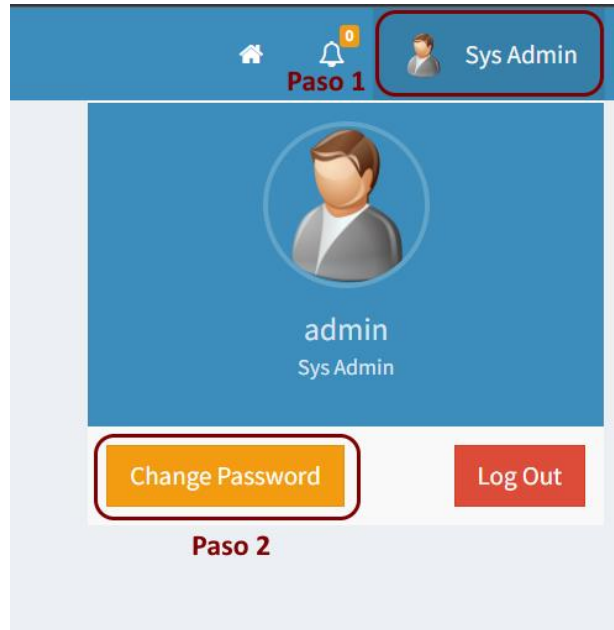 0
Sys Admin
Paso 1
admin
Sys Admin
Change Password
Log Out
Paso 2